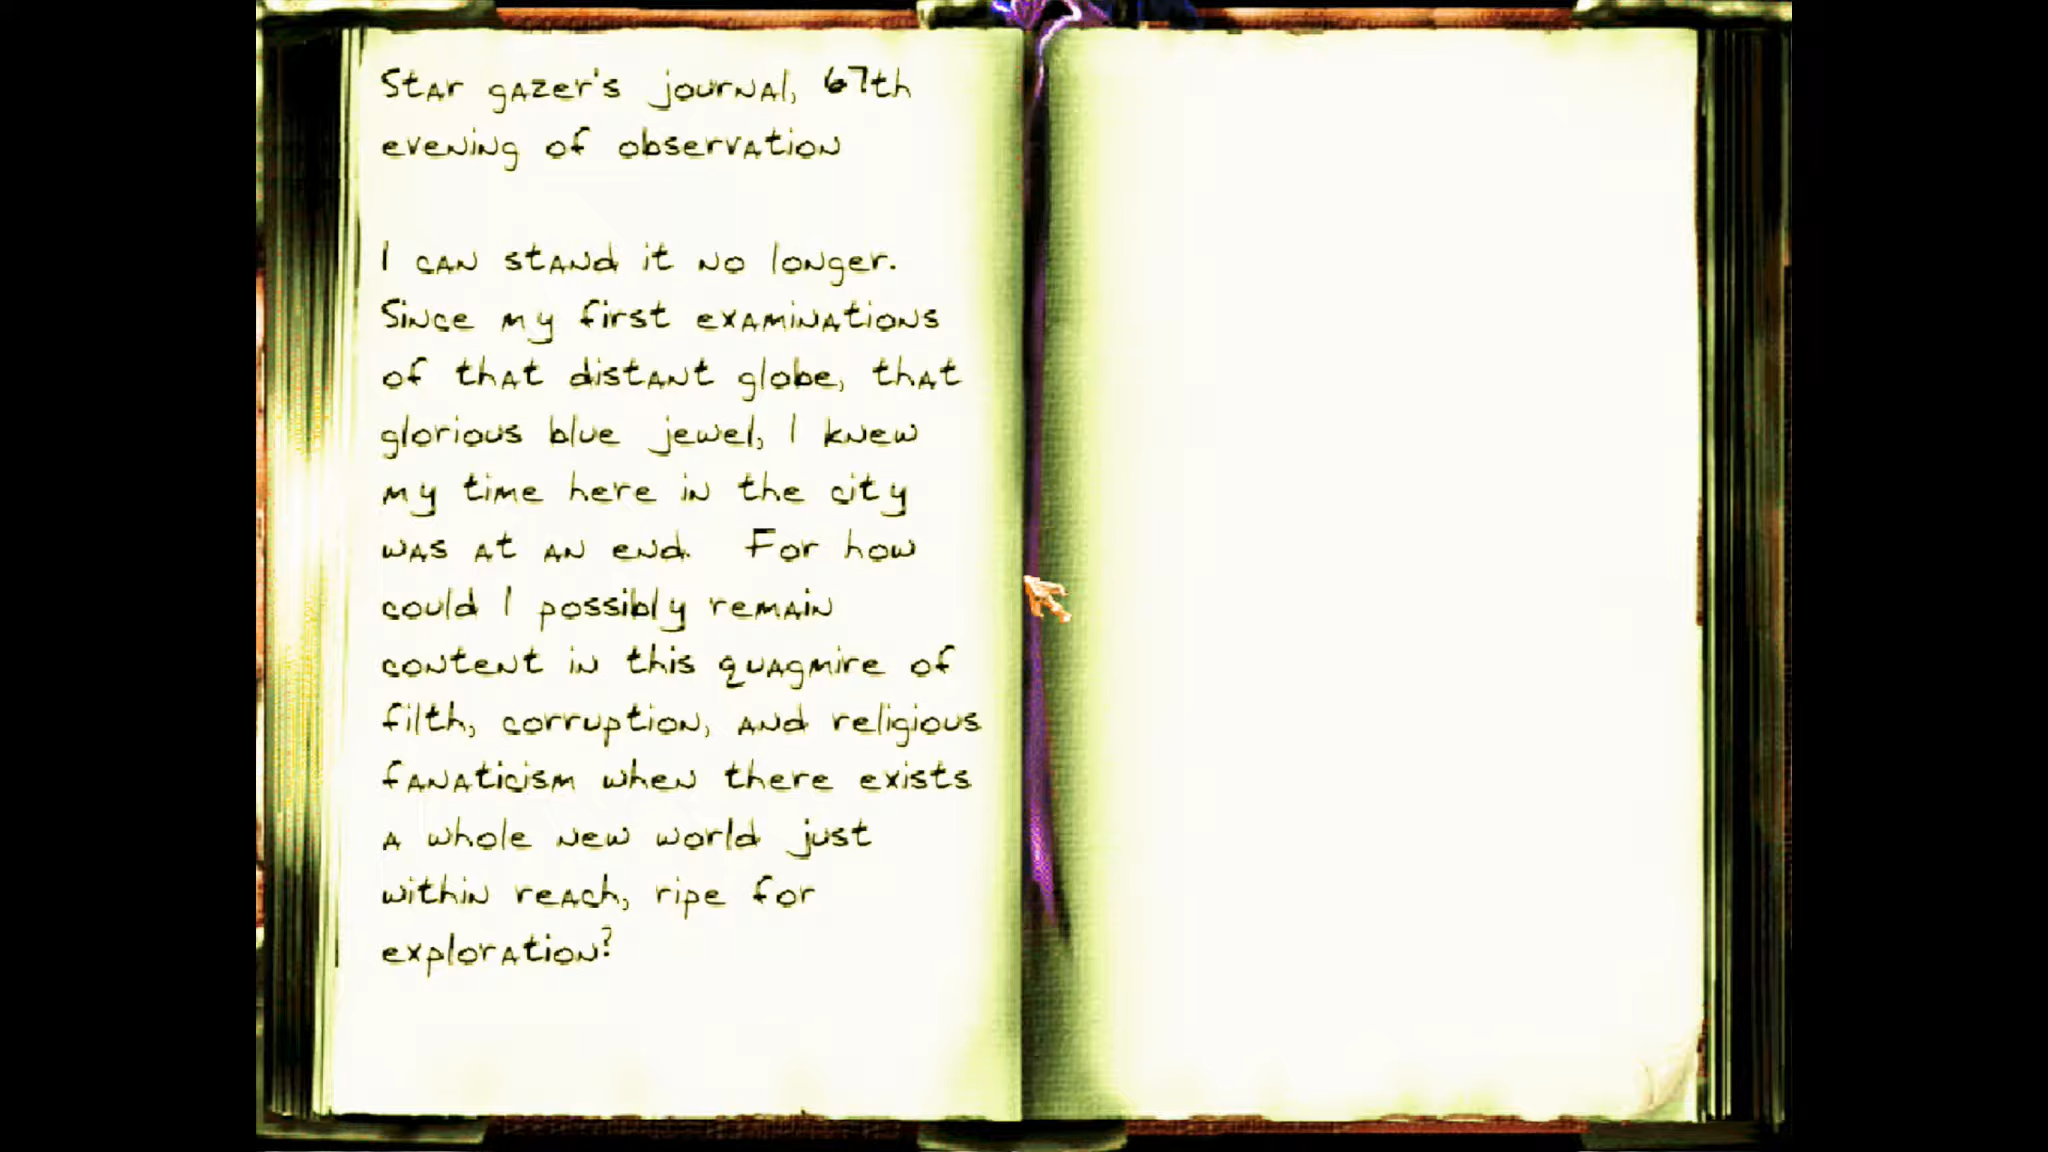 Star gazer's journal, 67th
evening of observation
I can stand it no longer.
Since my first examinations
of that distant globe, that
glorious blue jewel, I knew
my time here in the city
was at an end. For how
could I possibly remain
content in this quagmire of
filth, corruption, and religious
fanaticism when there exists
a whole new world just
within reach, ripe for
exploration?